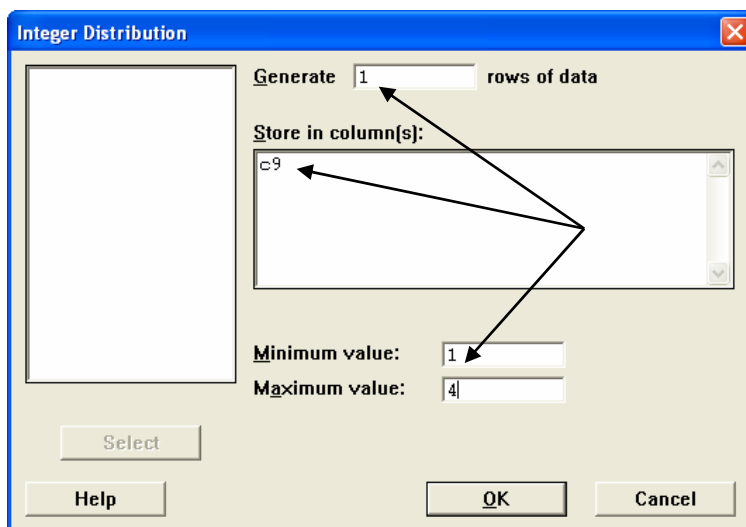 Integer Distribution
Generate 1 rows of data
Store in column(s):
c9
Minimum value: 1
Maximum value: 4
Select
Help OK Cancel